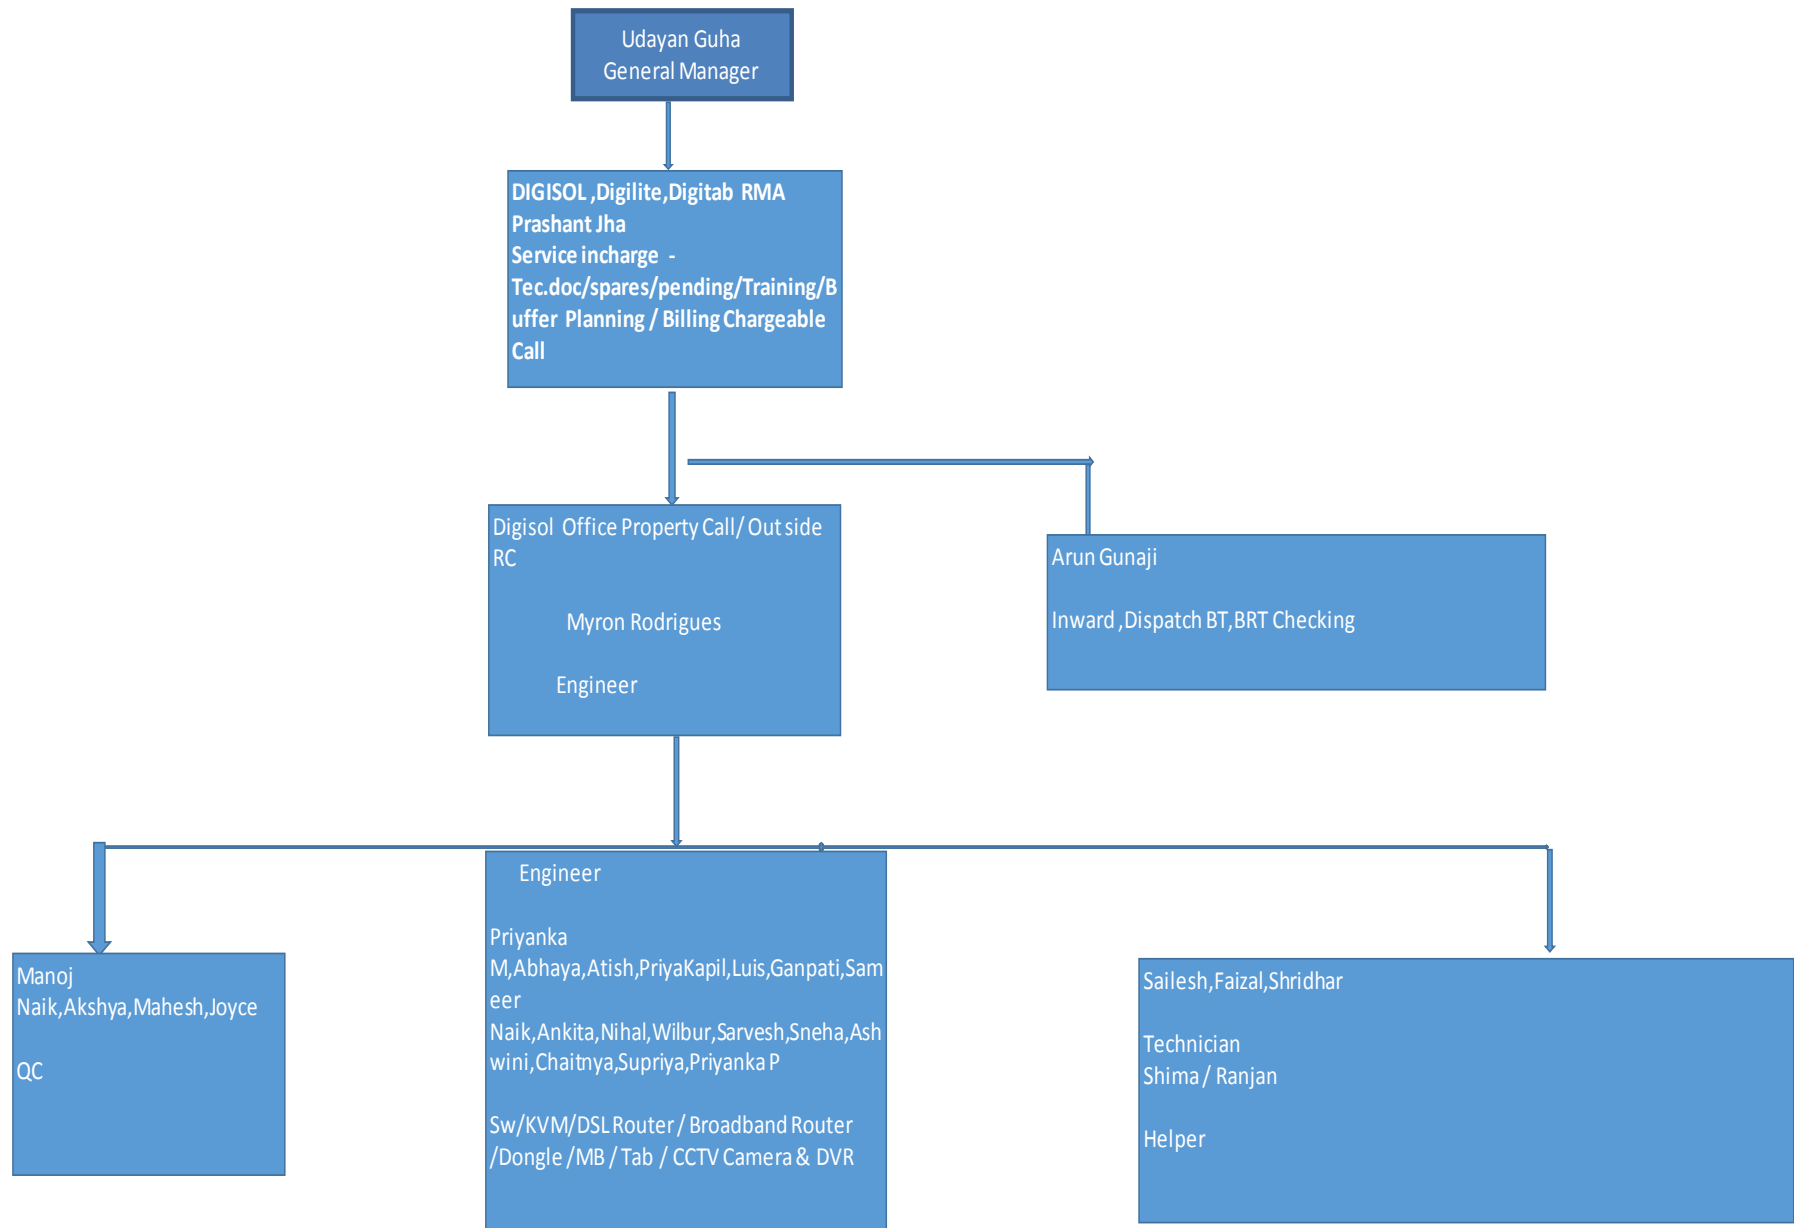 Udayan Guha
General Manager
DIGISOL ,Digilite,Digitab RMA
Prashant Jha
Service incharge -
Tec.doc/spares/pending/Training/B
uffer Planning / Billing Chargeable
Call
Digisol Office Property Call/ Out side
RC
Myron Rodrigues
Engineer
Arun Gunaji
Inward ,Dispatch BT,BRT Checking
Manoj
Naik,Akshya,Mahesh,Joyce
QC
Engineer
Priyanka
M,Abhaya,Atish,PriyaKapil,Luis,Ganpati,Sam
eer
Naik,Ankita,Nihal,Wilbur,Sarvesh,Sneha,Ash
wini,Chaitnya,Supriya,Priyanka P
Sw/KVM/DSL Router / Broadband Router
/Dongle /MB / Tab / CCTV Camera & DVR
Sailesh,Faizal,Shridhar
Technician
Shima / Ranjan
Helper